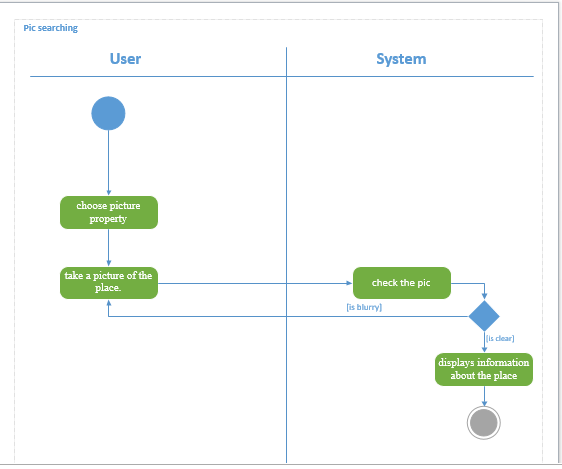 Pic searching
User
System
choose picture
property
take a picture of the
place.
check the pic
[is blurry]
[is clear]
displays information
about the place